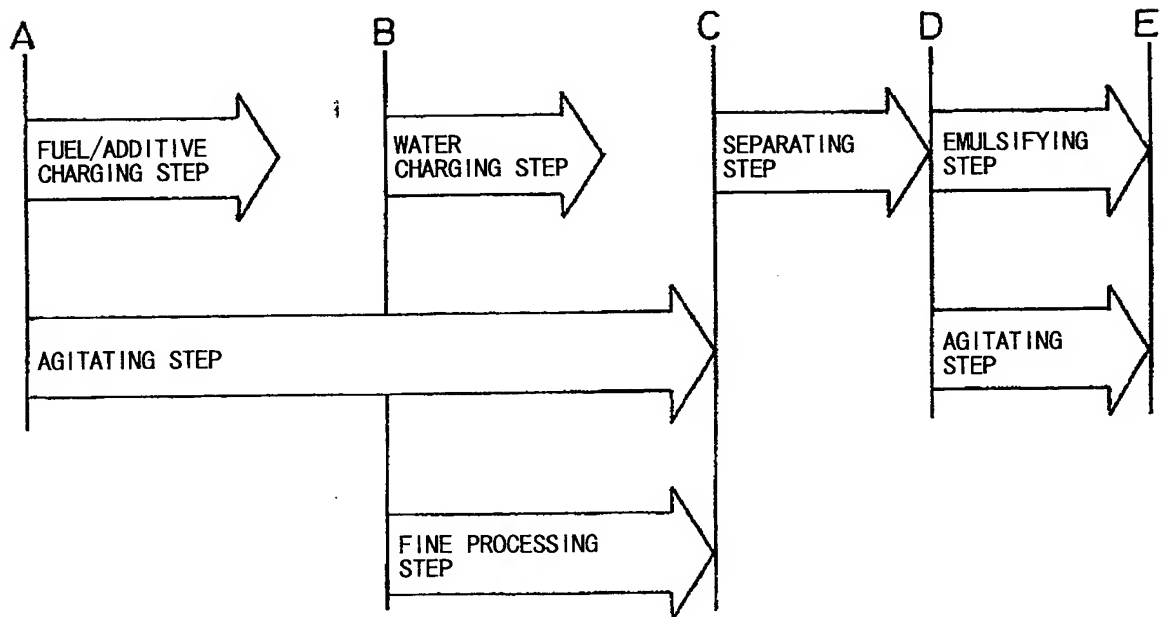 A
B
C
D
E
FUEL/ADDITIVE
CHARGING STEP
WATER
CHARGING STEP
SEPARATING
STEP
EMULSIFYING
STEP
AGITATING STEP
AGITATING
STEP
FINE PROCESSING
STEP